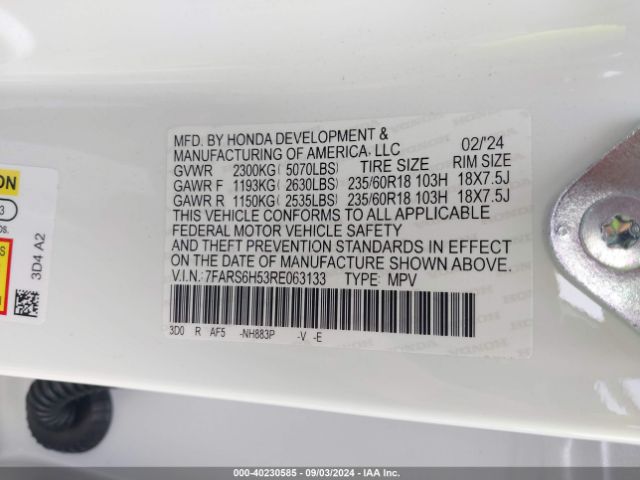 MFD. BY HONDA DEVELOPMENT &
MANUFACTURING OF AMERICA. LLC 02/'24
GVWR 2300KG( 5070LBS) TIRE SIZE RIM SIZE
GAWR F 1193KG( 2630LBS) 235/60R18 103H 18X7.5J
GAWR R 1150KG( 2535LBS) 235/60R18 103H 18X7.5J
THIS VEHICLE CONFORMS TO ALL APPLICABLE
FEDERAL MOTOR VEHICLE SAFETY
AND THEFT PREVENTION STANDARDS IN EFFECT
ON THE DATE OF MANUFACTURE SHOWN ABOVE.
V.I.N.: 7FARS6H53RE063133 TYPE: MPV
3D0 R AF5 -NH883P -V -E
3D4 A2
000-40230585 - 09/03/2024 - IAA Inc.